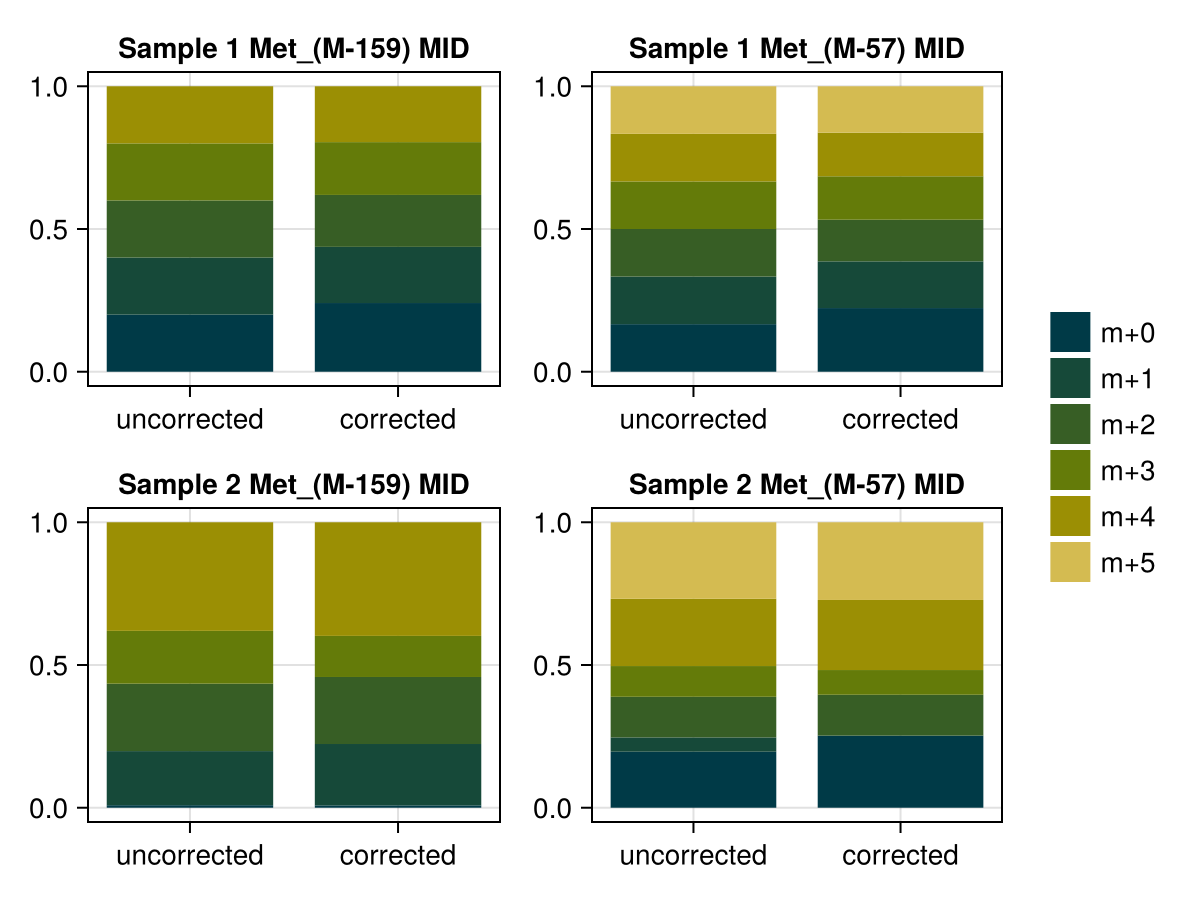 Sample 1 Met_(M-159) MID
1.0
0.5
0.0
uncorrected corrected
Sample 1 Met_(M-57) MID
1.0
0.5
0.0
uncorrected corrected
Sample 2 Met_(M-159) MID
1.0
0.5
0.0
uncorrected corrected
Sample 2 Met_(M-57) MID
1.0
0.5
0.0
uncorrected corrected
m+0
m+1
m+2
m+3
m+4
m+5